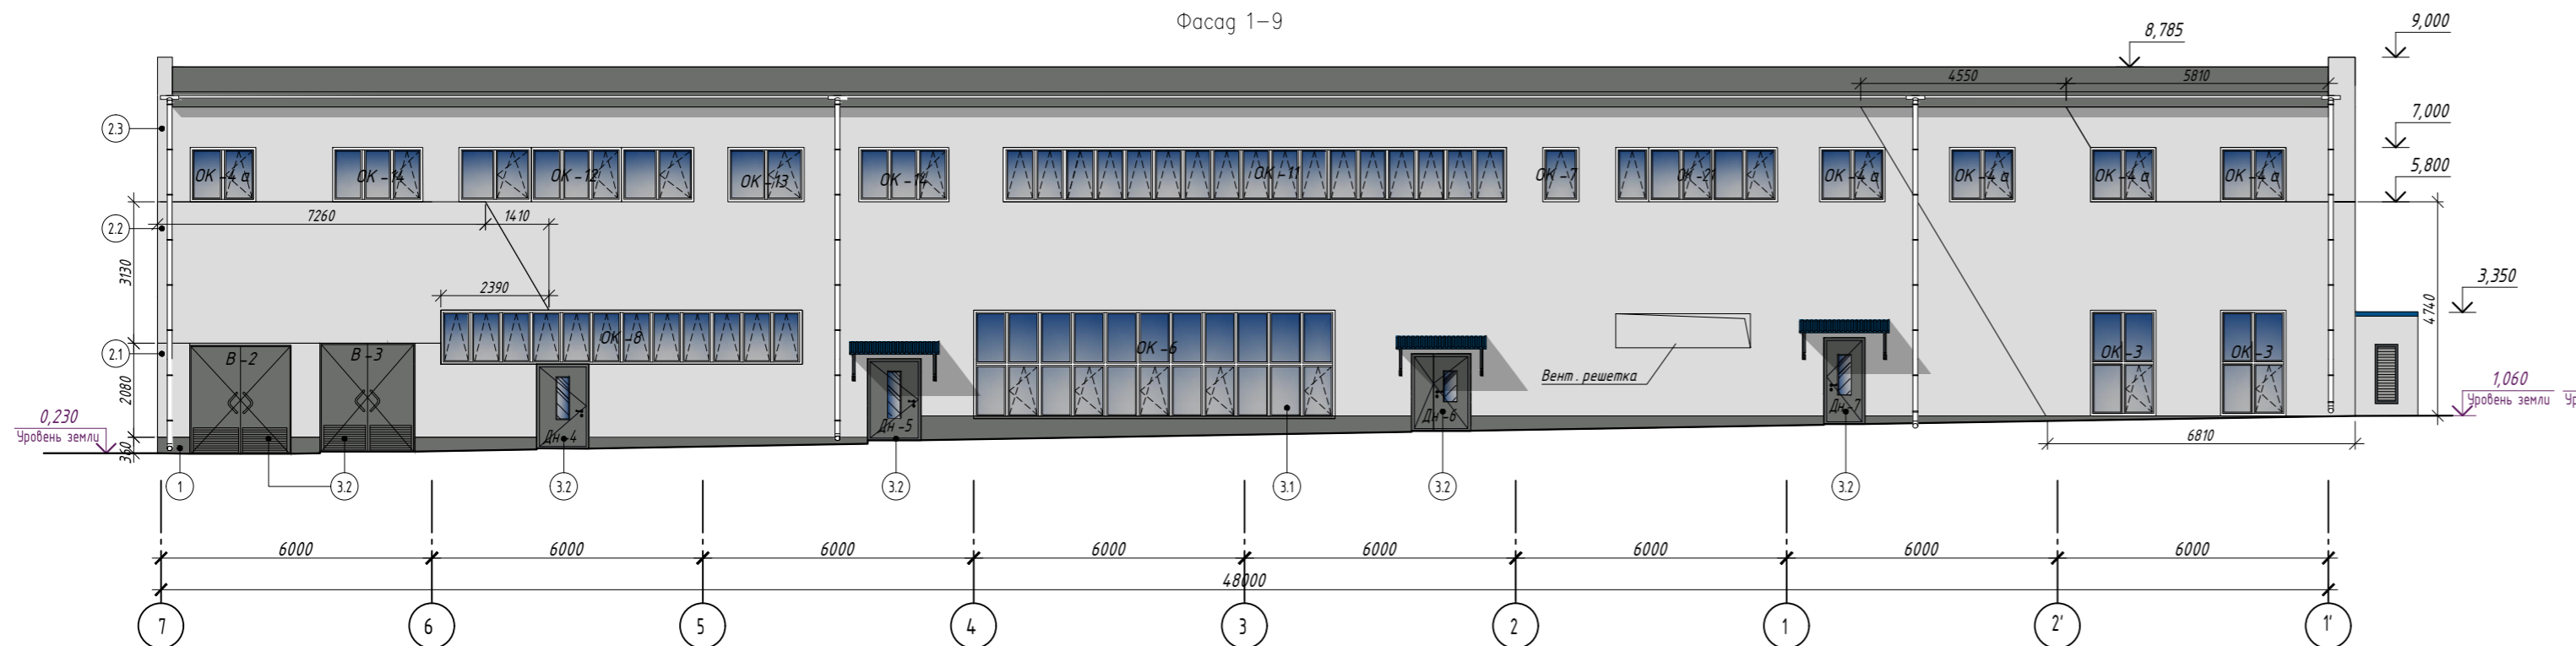 Фасад 1-9
9,000
8,785
4550
5810
7,000
2.3
ОК-4а
ОК-14
ОК-12
ОК-13
ОК-14
ОК-11
ОК-7
ОК-21
ОК-4а
ОК-4а
ОК-4а
ОК-4а
5,800
7260
1410
2.2
3130
2390
3,350
4740
ОК-8
ОК-6
2.1
В-2
В-3
ОК-3
ОК-3
Вент. решетка
2080
1,060
Уровень земли
Ур
0,230
Уровень земли
Дн-4
Дн-5
Дн-6
Дн-7
6810
360
1
3.2
3.2
3.2
3.1
3.2
3.2
6000
6000
6000
6000
6000
6000
6000
6000
48000
7
6
5
4
3
2
1
2'
1'